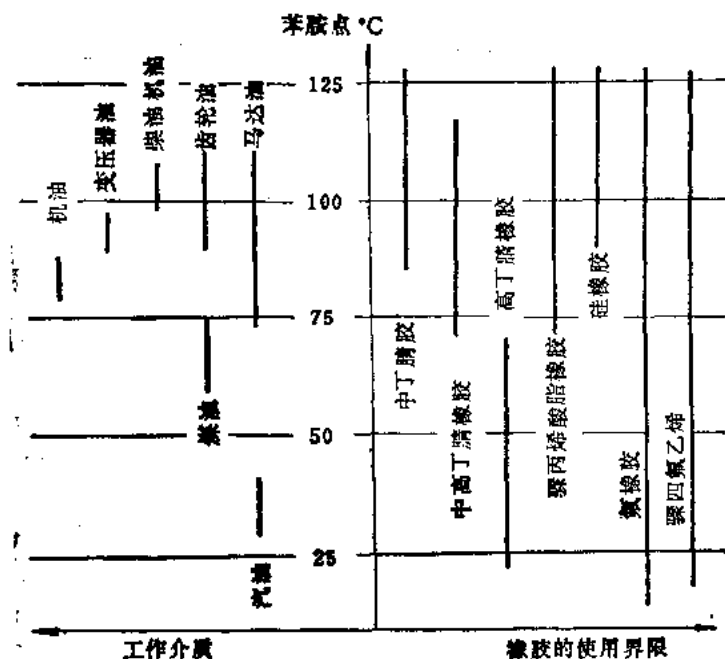 苯胺点 °C
125
100
75
50
25
机油
变压器油
柴油机油
齿轮油
马达油
煤油
汽油
中丁腈胶
中高丁腈橡胶
高丁腈橡胶
骤丙烯酸脂橡胶
硅橡胶
氟橡胶
骤四氟乙烯
工作介质
橡胶的使用界限